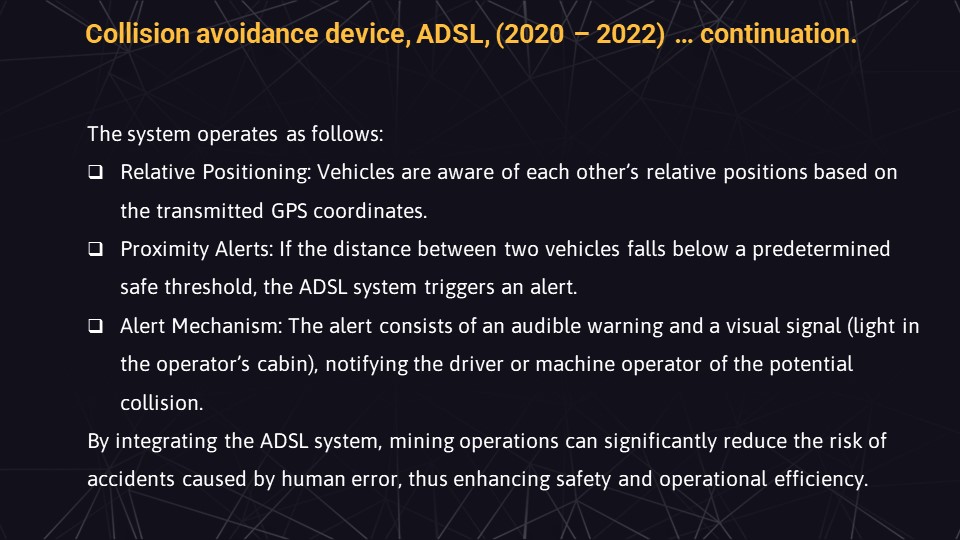 Collision avoidance device, ADSL, (2020 – 2022) … continuation.
The system operates as follows:
❑ Relative Positioning: Vehicles are aware of each other’s relative positions based on
the transmitted GPS coordinates.
❑ Proximity Alerts: If the distance between two vehicles falls below a predetermined
safe threshold, the ADSL system triggers an alert.
❑ Alert Mechanism: The alert consists of an audible warning and a visual signal (light in
the operator’s cabin), notifying the driver or machine operator of the potential
collision.
By integrating the ADSL system, mining operations can significantly reduce the risk of
accidents caused by human error, thus enhancing safety and operational efficiency.